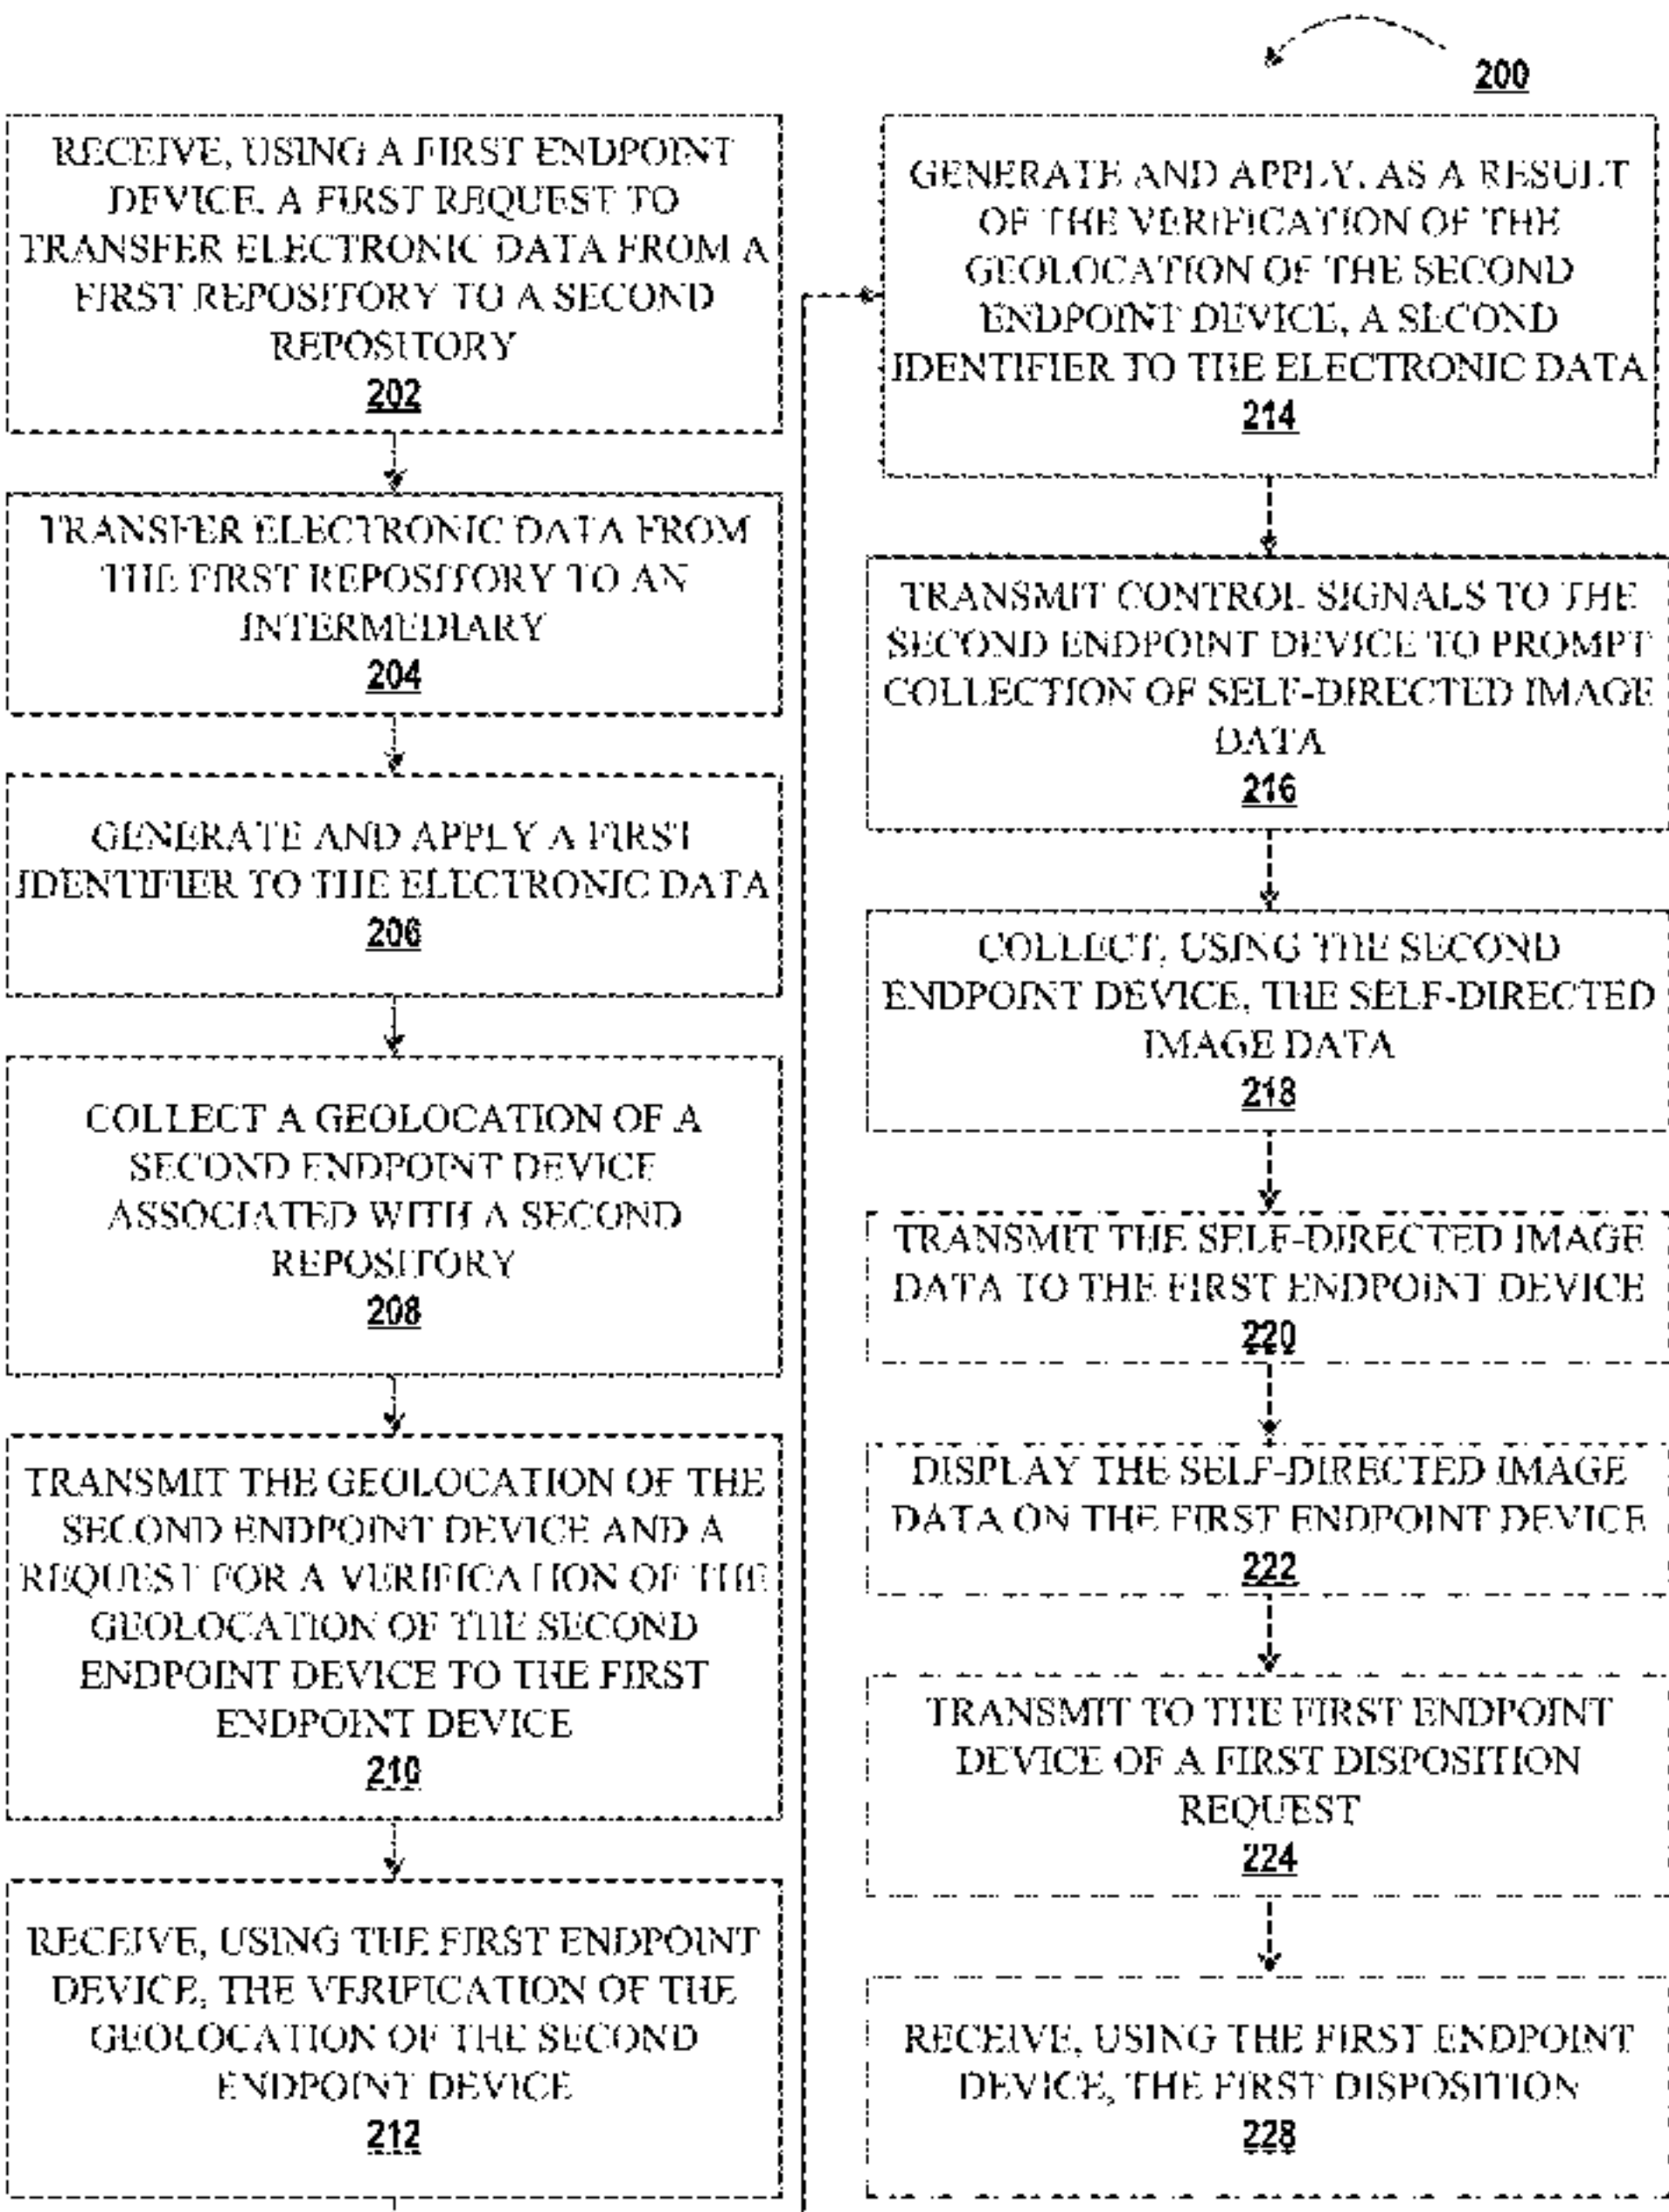 200
RECEIVE, USING A FIRST ENDPOINT
DEVICE, A FIRST REQUEST TO
TRANSFER ELECTRONIC DATA FROM A
FIRST REPOSITORY TO A SECOND
REPOSITORY
202
TRANSFER ELECTRONIC DATA FROM
THE FIRST REPOSITORY TO AN
INTERMEDIARY
204
GENERATE AND APPLY A FIRST
IDENTIFIER TO THE ELECTRONIC DATA
206
COLLECT A GEOLOCATION OF A
SECOND ENDPOINT DEVICE
ASSOCIATED WITH A SECOND
REPOSITORY
208
TRANSMIT THE GEOLOCATION OF THE
SECOND ENDPOINT DEVICE AND A
REQUEST FOR A VERIFICATION OF THE
GEOLOCATION OF THE SECOND
ENDPOINT DEVICE TO THE FIRST
ENDPOINT DEVICE
210
RECEIVE, USING THE FIRST ENDPOINT
DEVICE, THE VERIFICATION OF THE
GEOLOCATION OF THE SECOND
ENDPOINT DEVICE
212
GENERATE AND APPLY, AS A RESULT
OF THE VERIFICATION OF THE
GEOLOCATION OF THE SECOND
ENDPOINT DEVICE, A SECOND
IDENTIFIER TO THE ELECTRONIC DATA
214
TRANSMIT CONTROL SIGNALS TO THE
SECOND ENDPOINT DEVICE TO PROMPT
COLLECTION OF SELF-DIRECTED IMAGE
DATA
216
COLLECT, USING THE SECOND
ENDPOINT DEVICE, THE SELF-DIRECTED
IMAGE DATA
218
TRANSMIT THE SELF-DIRECTED IMAGE
DATA TO THE FIRST ENDPOINT DEVICE
220
DISPLAY THE SELF-DIRECTED IMAGE
DATA ON THE FIRST ENDPOINT DEVICE
222
TRANSMIT TO THE FIRST ENDPOINT
DEVICE OF A FIRST DISPOSITION
REQUEST
224
RECEIVE, USING THE FIRST ENDPOINT
DEVICE, THE FIRST DISPOSITION
228